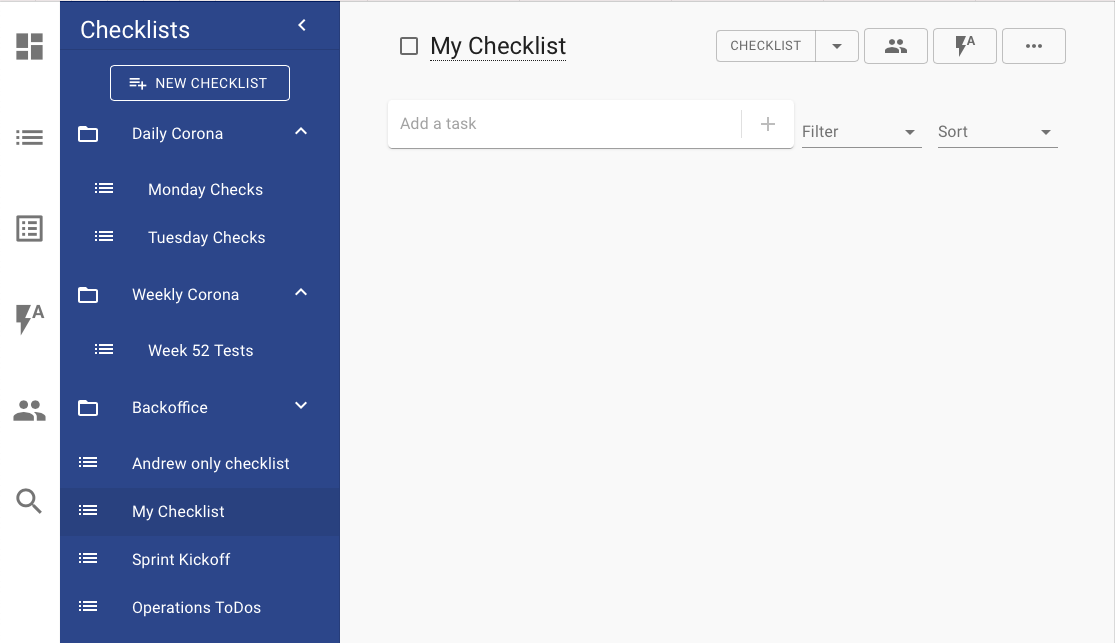 Checklists
NEW CHECKLIST
Daily Corona
Monday Checks
Tuesday Checks
Weekly Corona
Week 52 Tests
Backoffice
Andrew only checklist
My Checklist
Sprint Kickoff
Operations ToDos
A
My Checklist
CHECKLIST
A
Add a task
Filter
Sort